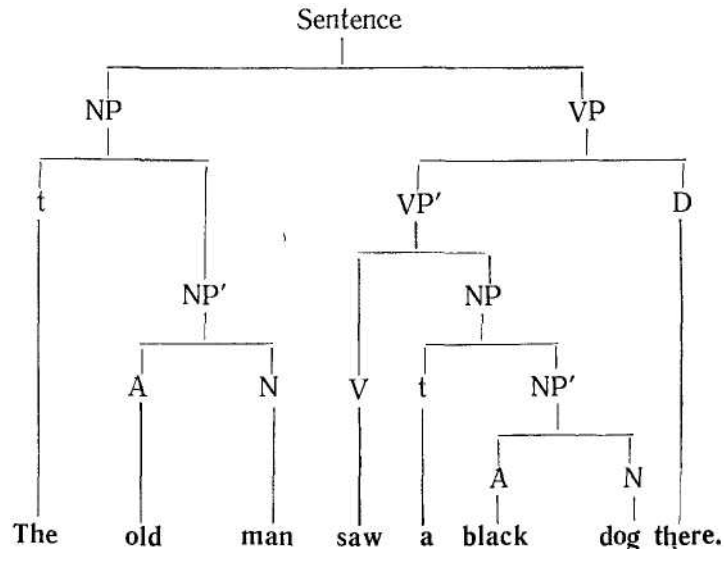 Sentence
NP VP
t VP′ D
NP′ NP
A N V t NP′
A N
The old man saw a black dog there.